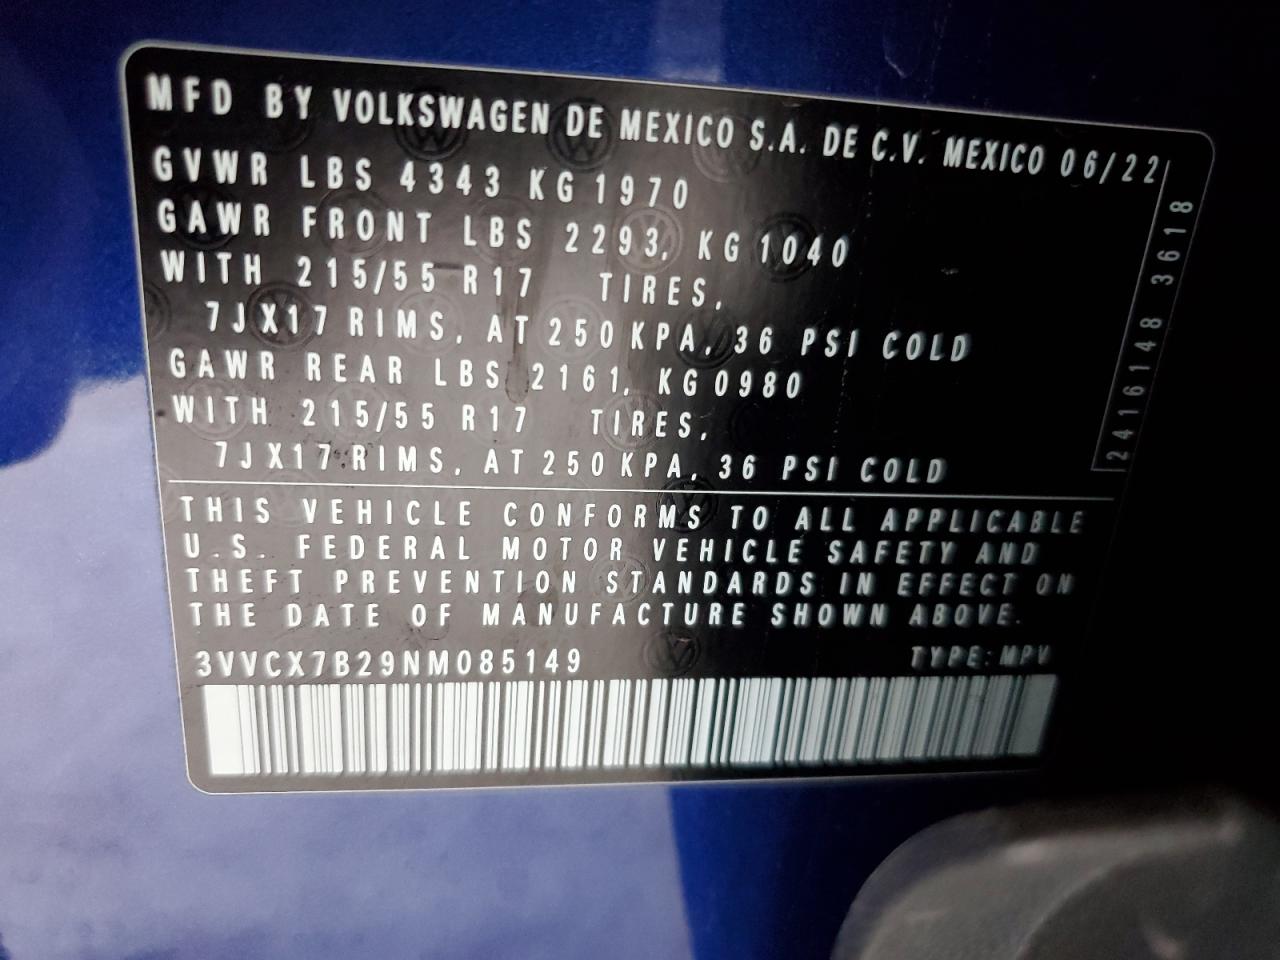 MFD BY VOLKSWAGEN DE MEXICO S.A. DE C.V. MEXICO 06/22
GVWR LBS 4343 KG 1970
GAWR FRONT LBS 2293, KG 1040
WITH 215/55 R17 TIRES,
7JX17 RIMS, AT 250 KPA, 36 PSI COLD
GAWR REAR LBS 2161, KG 0980
WITH 215/55 R17 TIRES,
7JX17 RIMS, AT 250 KPA, 36 PSI COLD
THIS VEHICLE CONFORMS TO ALL APPLICABLE
U.S. FEDERAL MOTOR VEHICLE SAFETY AND
THEFT PREVENTION STANDARDS IN EFFECT ON
THE DATE OF MANUFACTURE SHOWN ABOVE.
3VVCX7B29NM085149 TYPE: MPV
2416148 3618